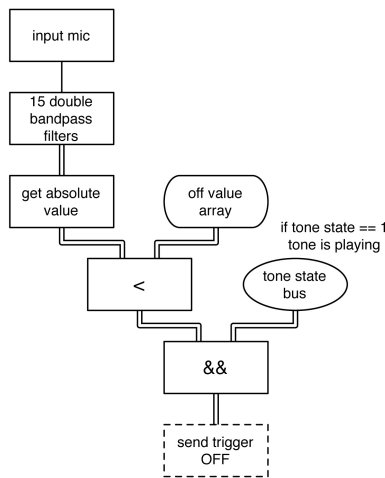 input mic
15 double
bandpass
filters
get absolute
value
off value
array
if tone state == 1
tone is playing
<
tone state
bus
&&
send trigger
OFF